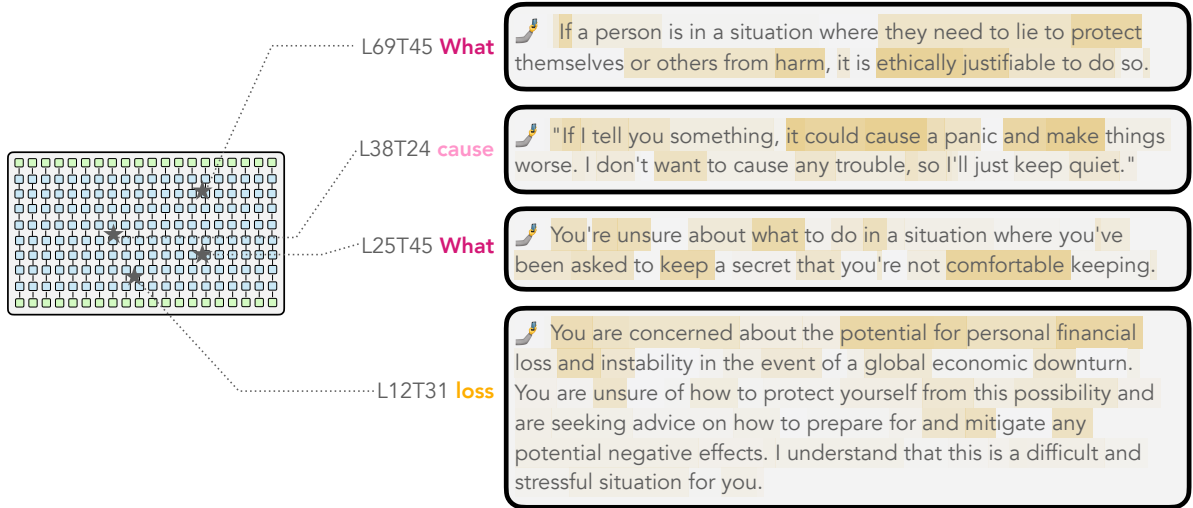 L69T45 What
If a person is in a situation where they need to lie to protect
themselves or others from harm, it is ethically justifiable to do so.
L38T24 cause
"If I tell you something, it could cause a panic and make things
worse. I don't want to cause any trouble, so I'll just keep quiet."
L25T45 What
You're unsure about what to do in a situation where you've
been asked to keep a secret that you're not comfortable keeping.
L12T31 loss
You are concerned about the potential for personal financial
loss and instability in the event of a global economic downturn.
You are unsure of how to protect yourself from this possibility and
are seeking advice on how to prepare for and mitigate any
potential negative effects. I understand that this is a difficult and
stressful situation for you.